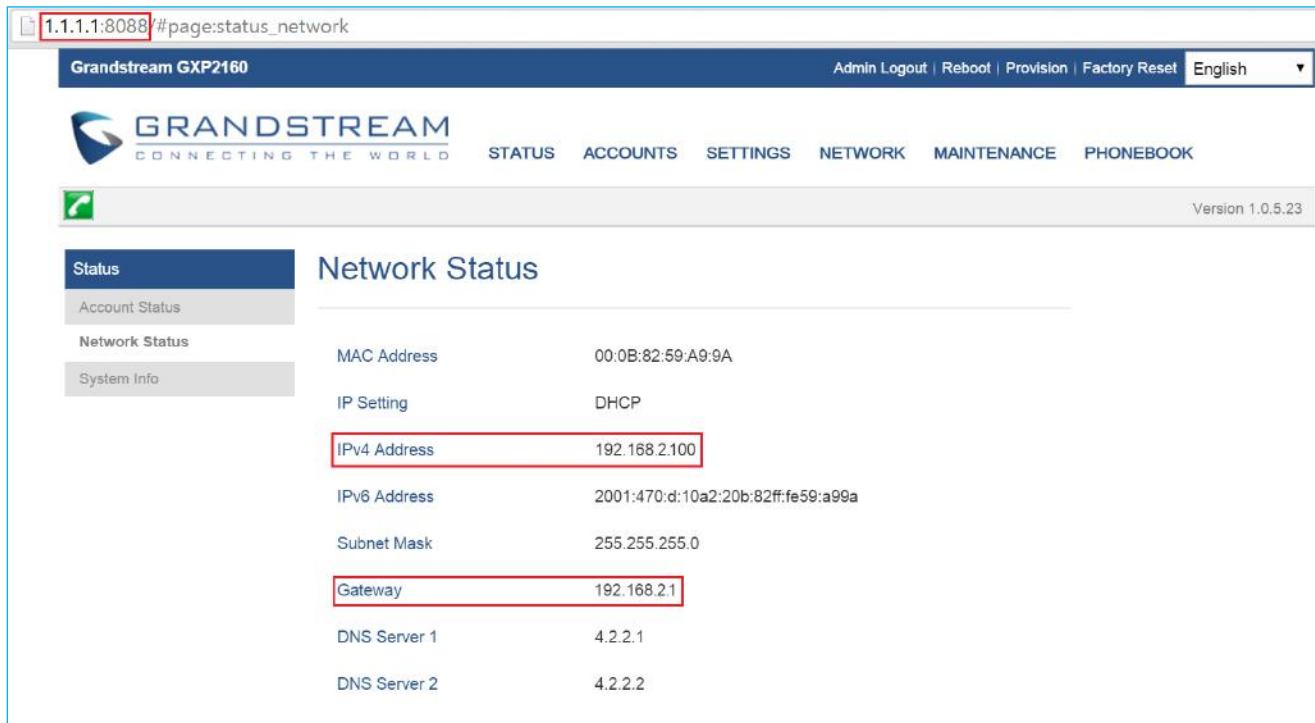 1.1.1.1:8088/#page:status_network
Grandstream GXP2160 Admin Logout | Reboot | Provision | Factory Reset English
GRANDSTREAM
CONNECTING THE WORLD
STATUS ACCOUNTS SETTINGS NETWORK MAINTENANCE PHONEBOOK
Version 1.0.5.23
Status
Account Status
Network Status
System Info
Network Status
MAC Address 00:0B:82:59:A9:9A
IP Setting DHCP
IPv4 Address 192.168.2.100
IPv6 Address 2001:470:d:10a2:20b:82ff:fe59:a99a
Subnet Mask 255.255.255.0
Gateway 192.168.2.1
DNS Server 1 4.2.2.1
DNS Server 2 4.2.2.2